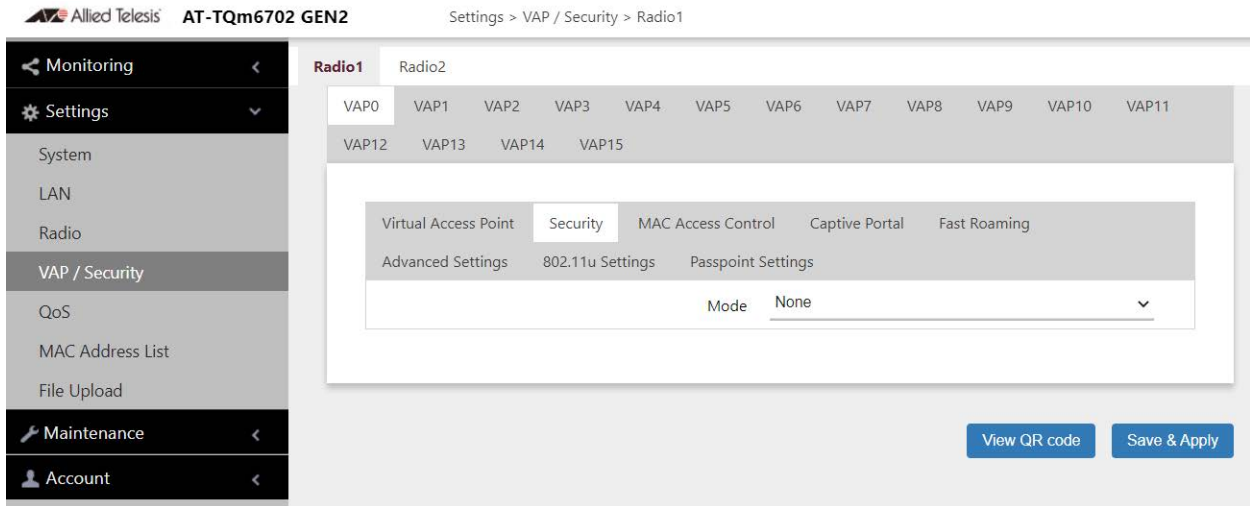 Allied Telesis AT-TQm6702 GEN2 Settings > VAP / Security > Radio1
Monitoring
Settings
System
LAN
Radio
VAP / Security
QoS
MAC Address List
File Upload
Maintenance
Account
Radio1 Radio2
VAP0 VAP1 VAP2 VAP3 VAP4 VAP5 VAP6 VAP7 VAP8 VAP9 VAP10 VAP11
VAP12 VAP13 VAP14 VAP15
Virtual Access Point Security MAC Access Control Captive Portal Fast Roaming
Advanced Settings 802.11u Settings Passpoint Settings
Mode None
View QR code Save & Apply